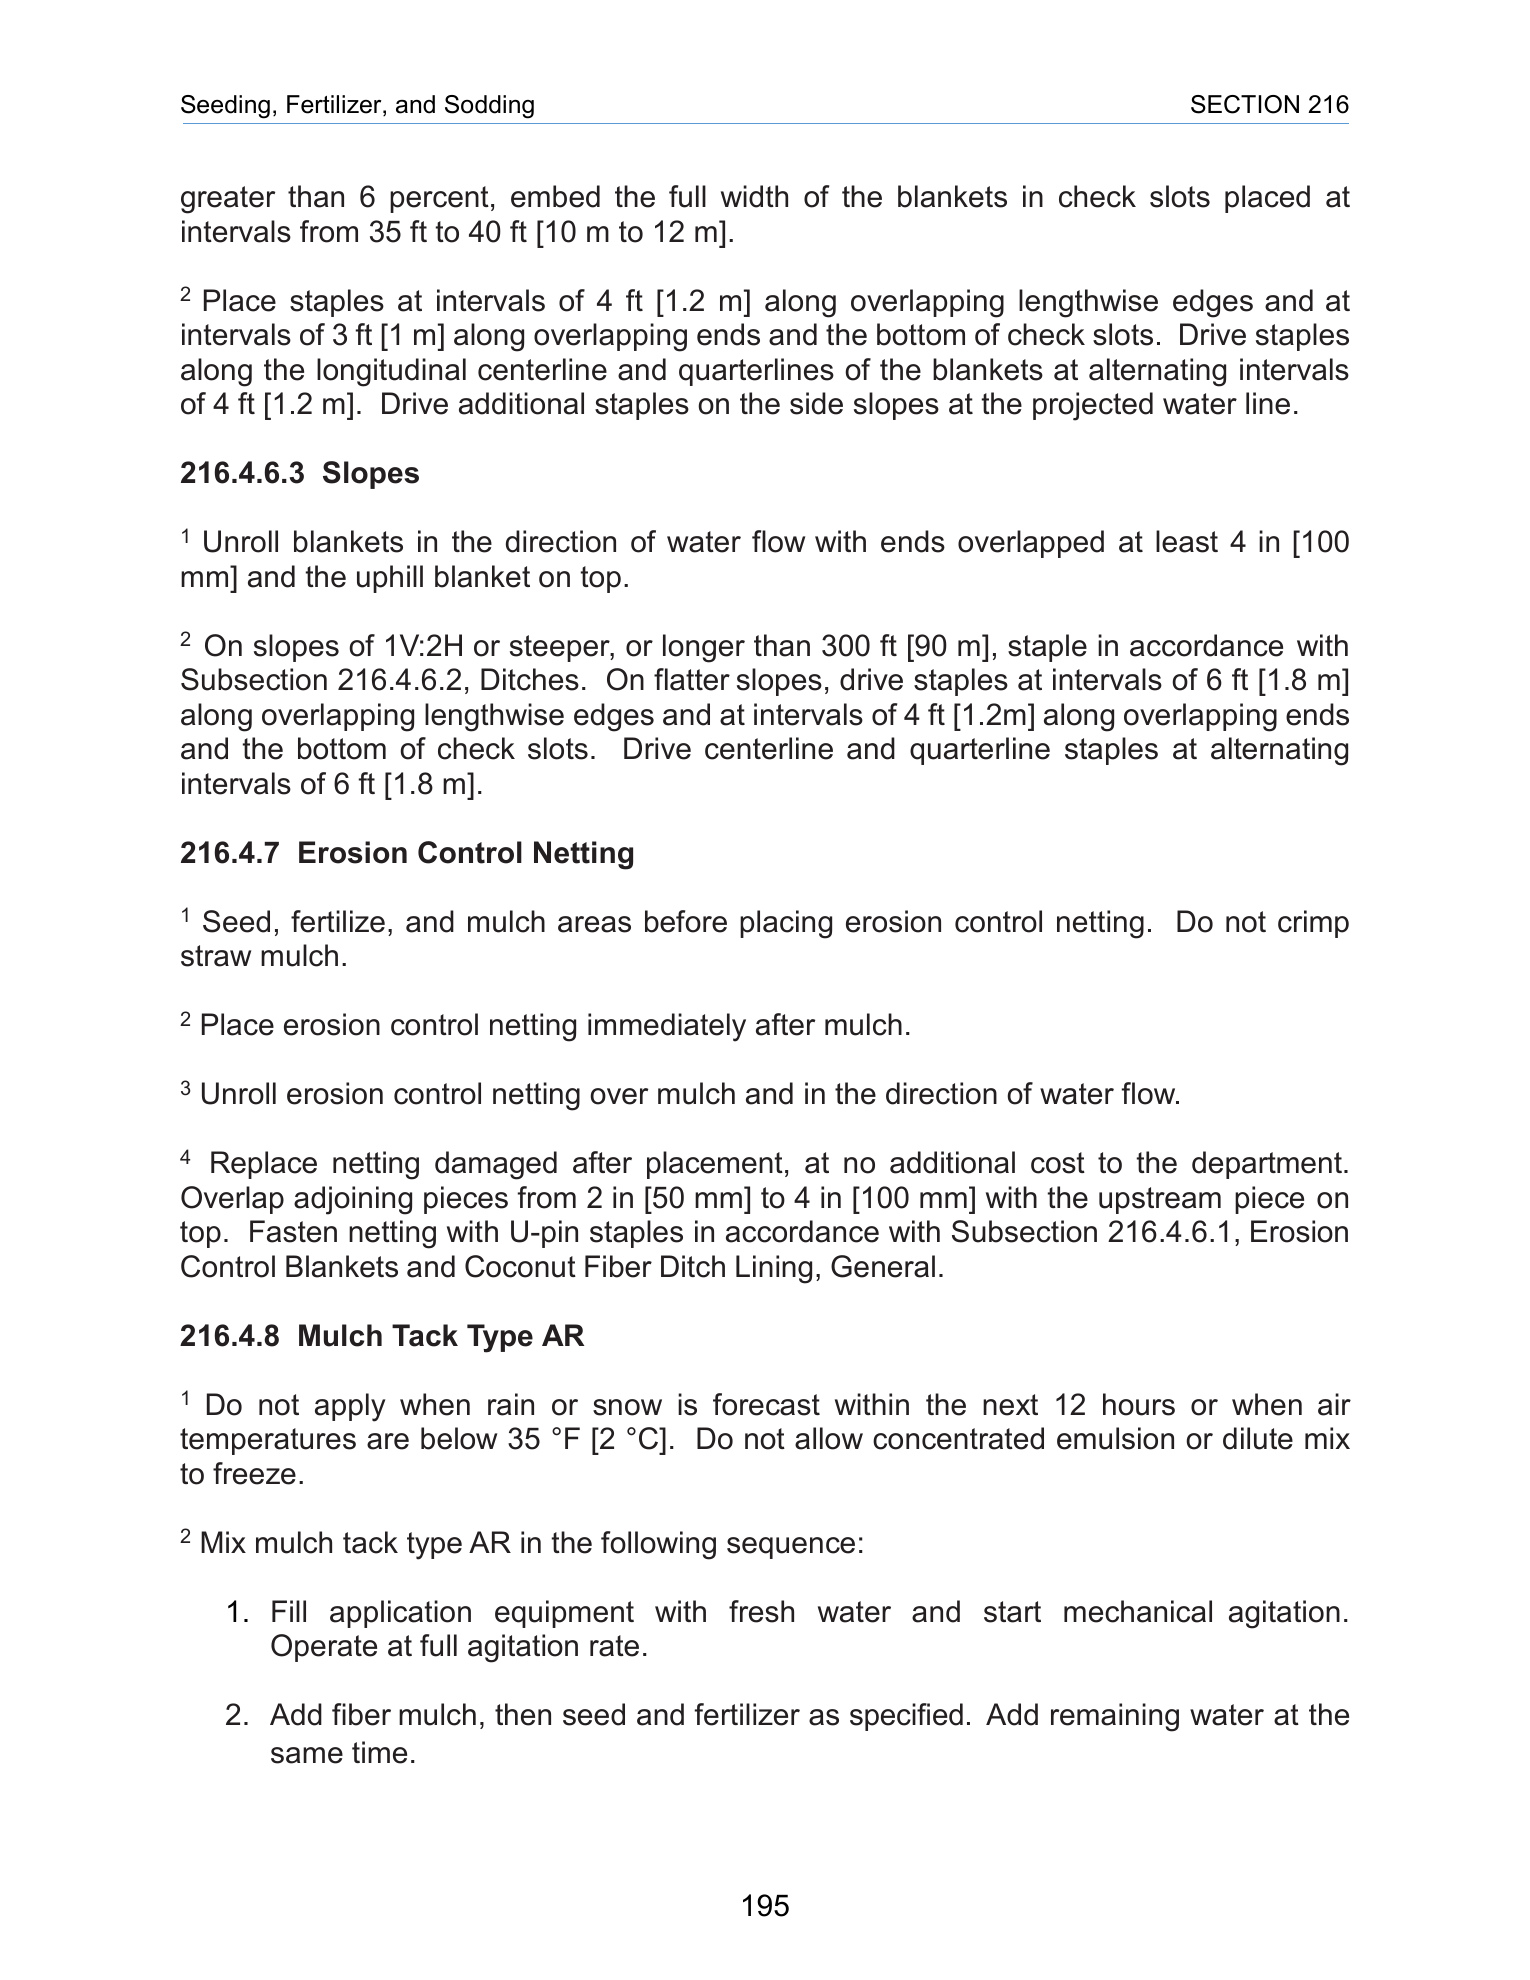 Seeding, Fertilizer, and Sodding SECTION 216
greater than 6 percent, embed the full width of the blankets in check slots placed at
intervals from 35 ft to 40 ft [10 m to 12 m].
2 Place staples at intervals of 4 ft [1.2 m] along overlapping lengthwise edges and at
intervals of 3 ft [1 m] along overlapping ends and the bottom of check slots. Drive staples
along the longitudinal centerline and quarterlines of the blankets at alternating intervals
of 4 ft [1.2 m]. Drive additional staples on the side slopes at the projected water line.
216.4.6.3 Slopes
1 Unroll blankets in the direction of water flow with ends overlapped at least 4 in [100
mm] and the uphill blanket on top.
2 On slopes of 1V:2H or steeper, or longer than 300 ft [90 m], staple in accordance with
Subsection 216.4.6.2, Ditches. On flatter slopes, drive staples at intervals of 6 ft [1.8 m]
along overlapping lengthwise edges and at intervals of 4 ft [1.2m] along overlapping ends
and the bottom of check slots. Drive centerline and quarterline staples at alternating
intervals of 6 ft [1.8 m].
216.4.7 Erosion Control Netting
1 Seed, fertilize, and mulch areas before placing erosion control netting. Do not crimp
straw mulch.
2 Place erosion control netting immediately after mulch.
3 Unroll erosion control netting over mulch and in the direction of water flow.
4 Replace netting damaged after placement, at no additional cost to the department.
Overlap adjoining pieces from 2 in [50 mm] to 4 in [100 mm] with the upstream piece on
top. Fasten netting with U-pin staples in accordance with Subsection 216.4.6.1, Erosion
Control Blankets and Coconut Fiber Ditch Lining, General.
216.4.8 Mulch Tack Type AR
1 Do not apply when rain or snow is forecast within the next 12 hours or when air
temperatures are below 35 °F [2 °C]. Do not allow concentrated emulsion or dilute mix
to freeze.
2 Mix mulch tack type AR in the following sequence:
1. Fill application equipment with fresh water and start mechanical agitation.
Operate at full agitation rate.
2. Add fiber mulch, then seed and fertilizer as specified. Add remaining water at the
same time.
195